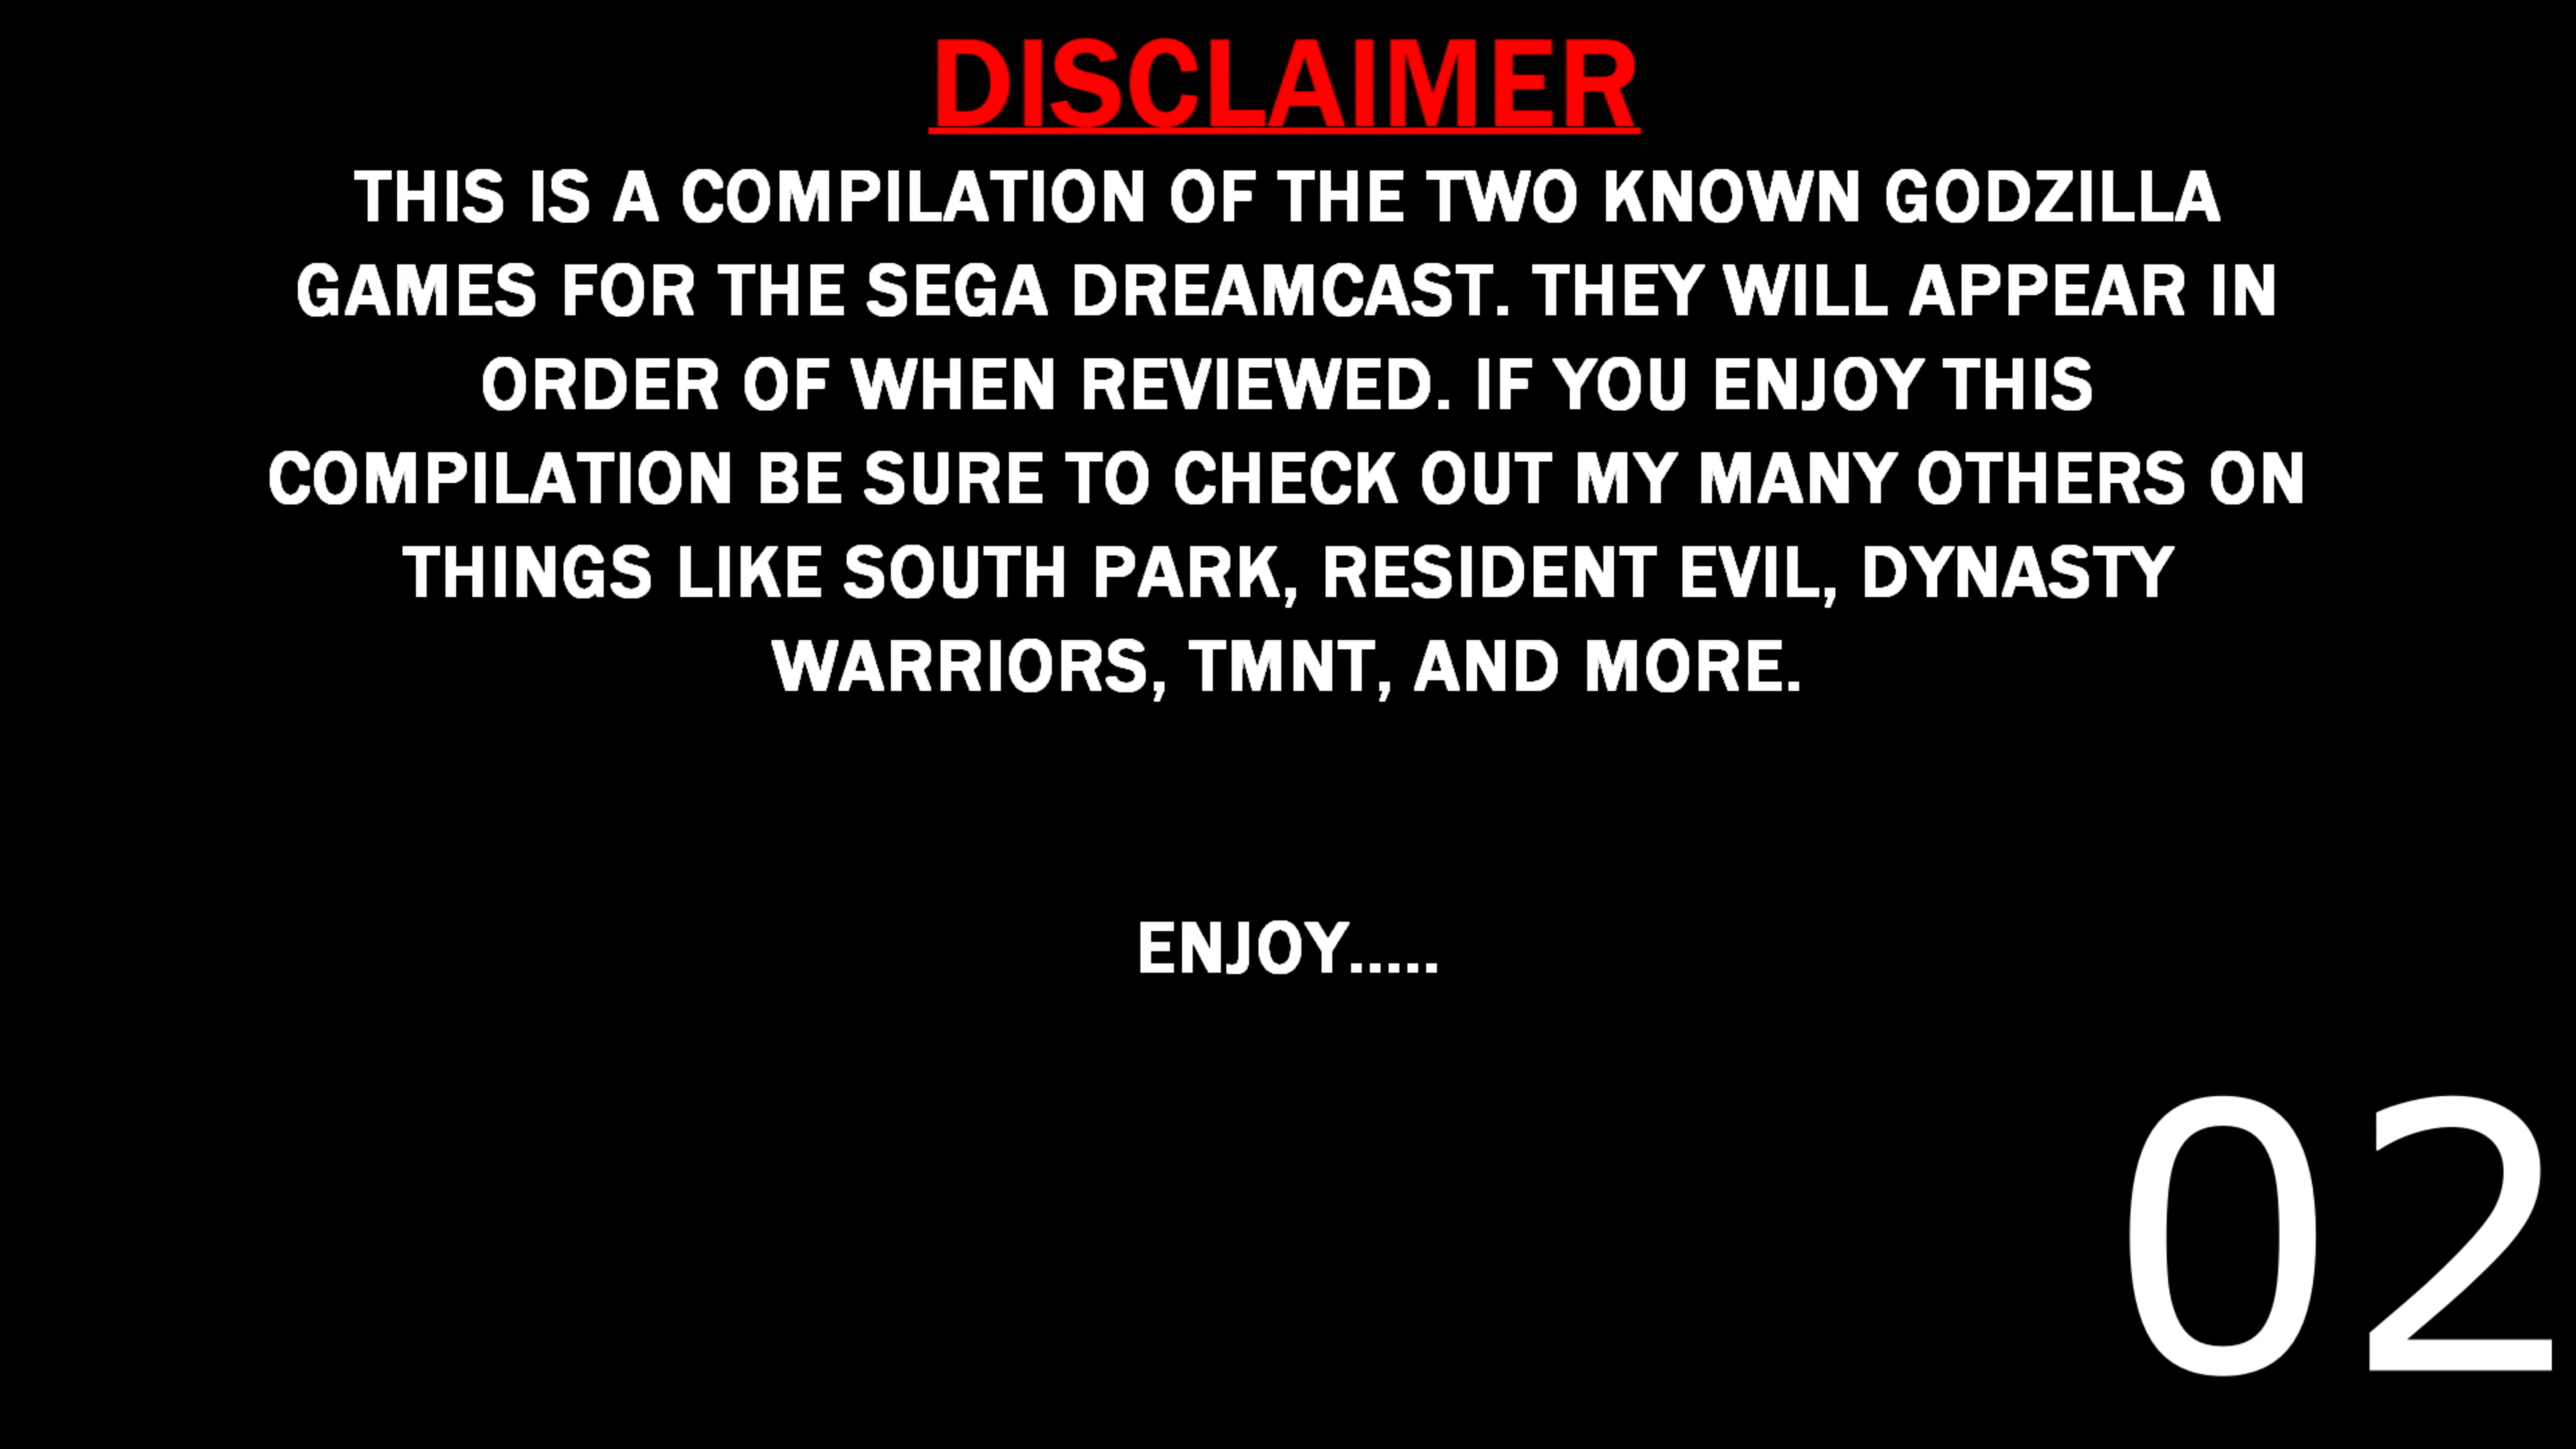 DISCLAIMER
THIS IS A COMPILATION OF THE TWO KNOWN GODZILLA
GAMES FOR THE SEGA DREAMCAST. THEY WILL APPEAR IN
ORDER OF WHEN REVIEWED. IF YOU ENJOY THIS
COMPILATION BE SURE TO CHECK OUT MY MANY OTHERS ON
THINGS LIKE SOUTH PARK, RESIDENT EVIL, DYNASTY
WARRIORS, TMNT, AND MORE.
ENJOY.....
02